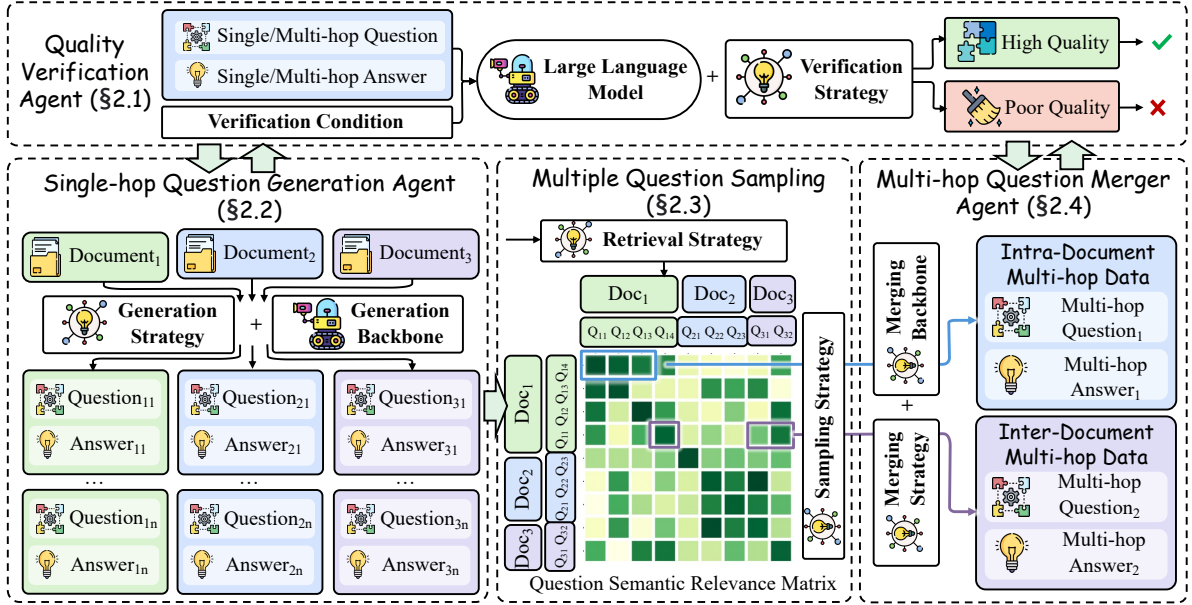 Quality
Verification
Agent (§2.1)
Single/Multi-hop Question
Single/Multi-hop Answer
Verification Condition
Large Language
Model
+
Verification
Strategy
High Quality
Poor Quality
Single-hop Question Generation Agent
(§2.2)
Document1
Document2
Document3
Generation
Strategy
+
Generation
Backbone
Question11
Answer11
Question21
Answer21
Question31
Answer31
...
...
...
Question1n
Answer1n
Question2n
Answer2n
Question3n
Answer3n
Multiple Question Sampling
(§2.3)
Retrieval Strategy
Doc1
Doc2
Doc3
Q11 Q12 Q13 Q14 Q21 Q22 Q23 Q31 Q32
Doc1
Q11 Q12 Q13 Q14
Doc2
Q21 Q22 Q23
Doc3
Q31 Q32
Sampling Strategy
Question Semantic Relevance Matrix
Multi-hop Question Merger
Agent (§2.4)
Merging
Backbone
+
Merging
Strategy
Intra-Document
Multi-hop Data
Multi-hop
Question1
Multi-hop
Answer1
Inter-Document
Multi-hop Data
Multi-hop
Question2
Multi-hop
Answer2